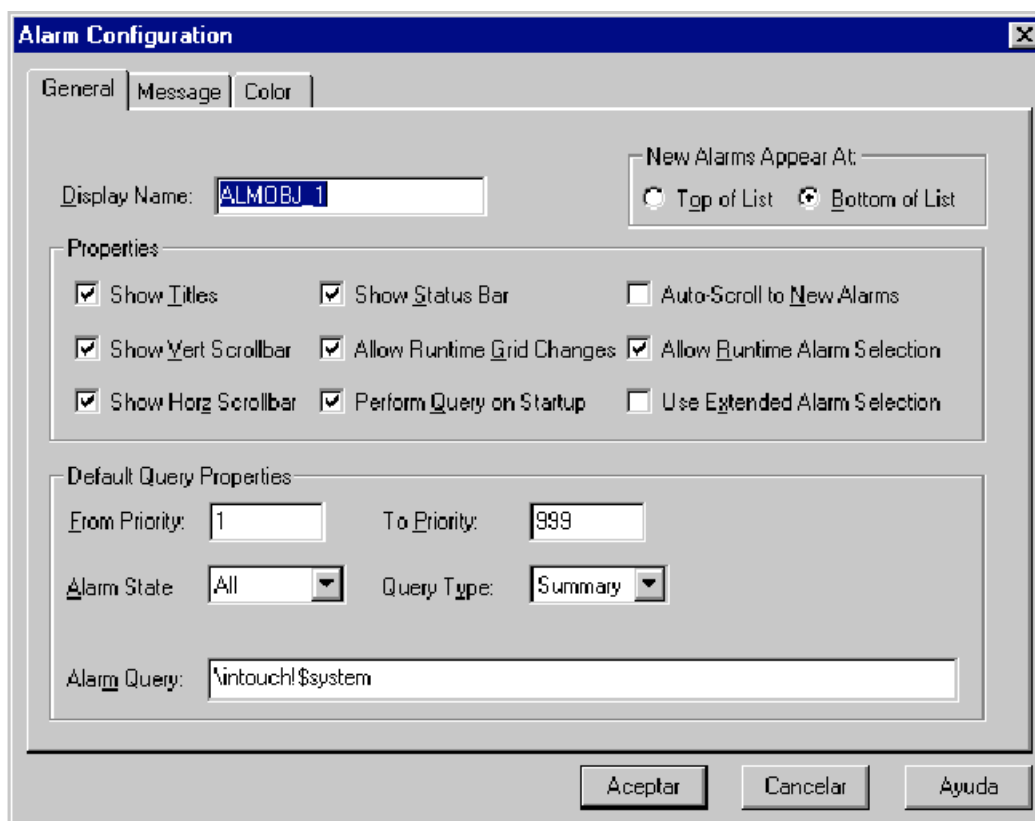 Alarm Configuration
General Message Color
New Alarms Appear At:
Display Name: ALMOBJ_1
Top of List Bottom of List
Properties
Show Titles Show Status Bar Auto-Scroll to New Alarms
Show Vert Scrollbar Allow Runtime Grid Changes Allow Runtime Alarm Selection
Show Horz Scrollbar Perform Query on Startup Use Extended Alarm Selection
Default Query Properties
From Priority: 1 To Priority: 999
Alarm State All Query Type: Summary
Alarm Query: \intouch!$system
Aceptar Cancelar Ayuda